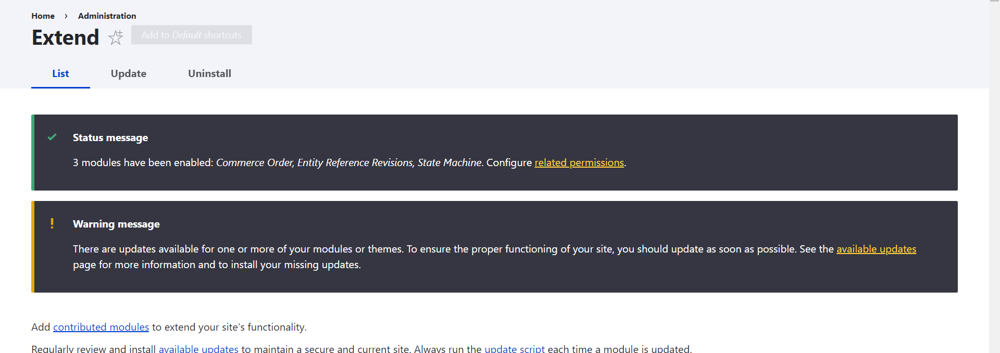 Home › Administration
Extend Add to Default shortcuts
List Update Uninstall
Status message
3 modules have been enabled: Commerce Order, Entity Reference Revisions, State Machine. Configure related permissions.
Warning message
There are updates available for one or more of your modules or themes. To ensure the proper functioning of your site, you should update as soon as possible. See the available updates
page for more information and to install your missing updates.
Add contributed modules to extend your site's functionality.
Regularly review and install available updates to maintain a secure and current site. Always run the update script each time a module is updated.